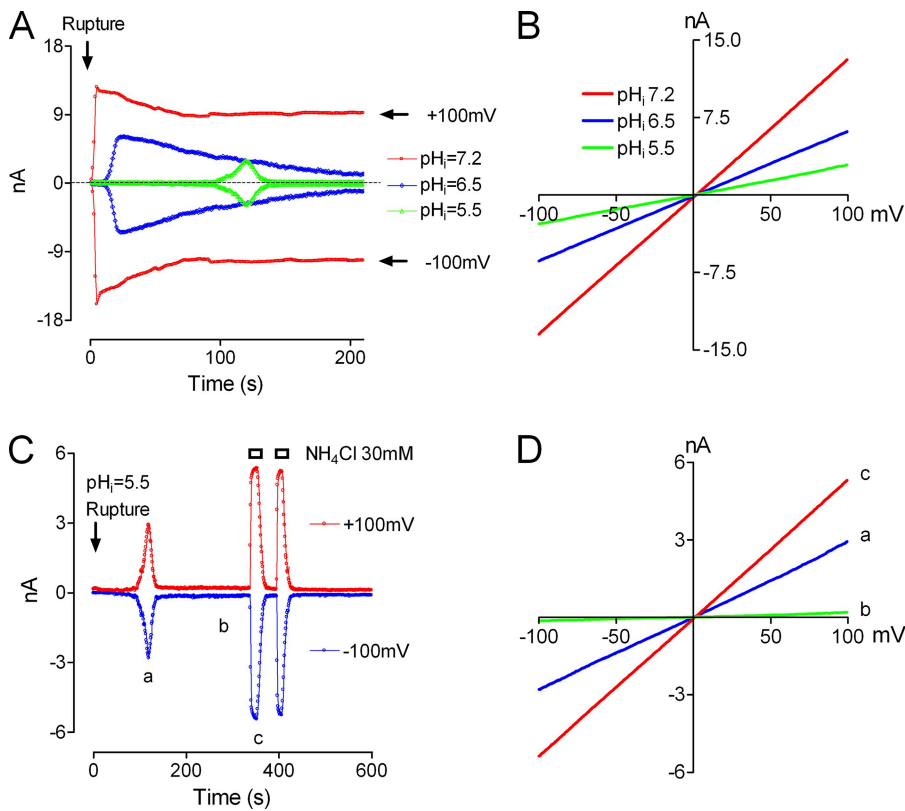 A
Rupture
nA
18
9
0
-9
-18
+100mV
pHi=7.2
pHi=6.5
pHi=5.5
-100mV
0
100
200
Time (s)
B
nA
15.0
7.5
-7.5
-15.0
pHi 7.2
pHi 6.5
pHi 5.5
-100
-50
50
100
mV
C
nA
6
3
0
-3
-6
pHi=5.5
Rupture
NH4Cl 30mM
+100mV
-100mV
a
b
c
0
200
400
600
Time (s)
D
nA
6
3
-3
-6
c
a
b
-100
-50
50
100
mV